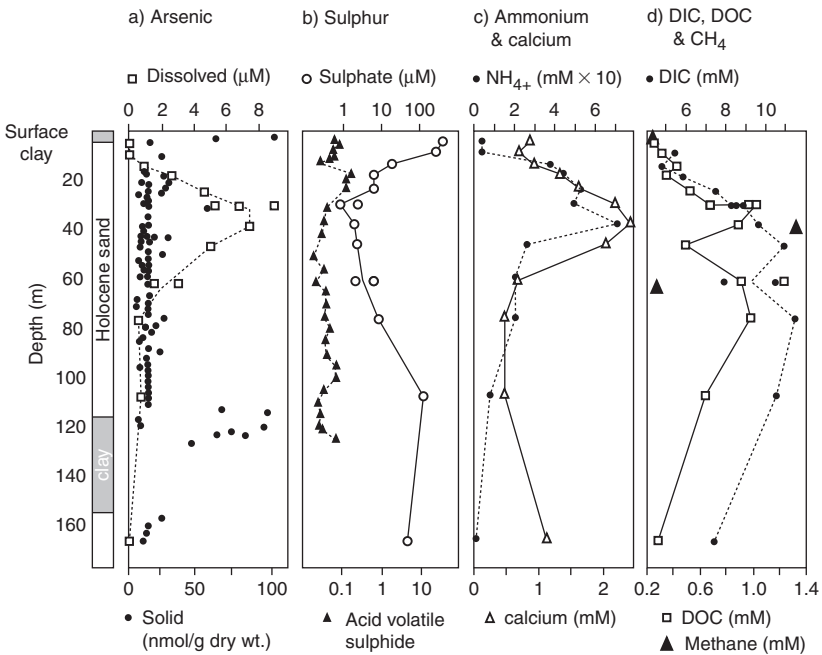 a) Arsenic
b) Sulphur
c) Ammonium
& calcium
d) DIC, DOC
& CH4
Dissolved (μM)
Sulphate (μM)
NH4+ (mM × 10)
DIC (mM)
0 2 4 6 8
1 10 100
0 2 4 6
6 8 10
Surface
clay
20
40
60
80
100
120
140
160
Depth (m)
Holocene sand
clay
0 50 100
0.1 1 10
0 1 2
0.2 0.6 1.0 1.4
Solid
(nmol/g dry wt.)
Acid volatile
sulphide
calcium (mM)
DOC (mM)
Methane (mM)